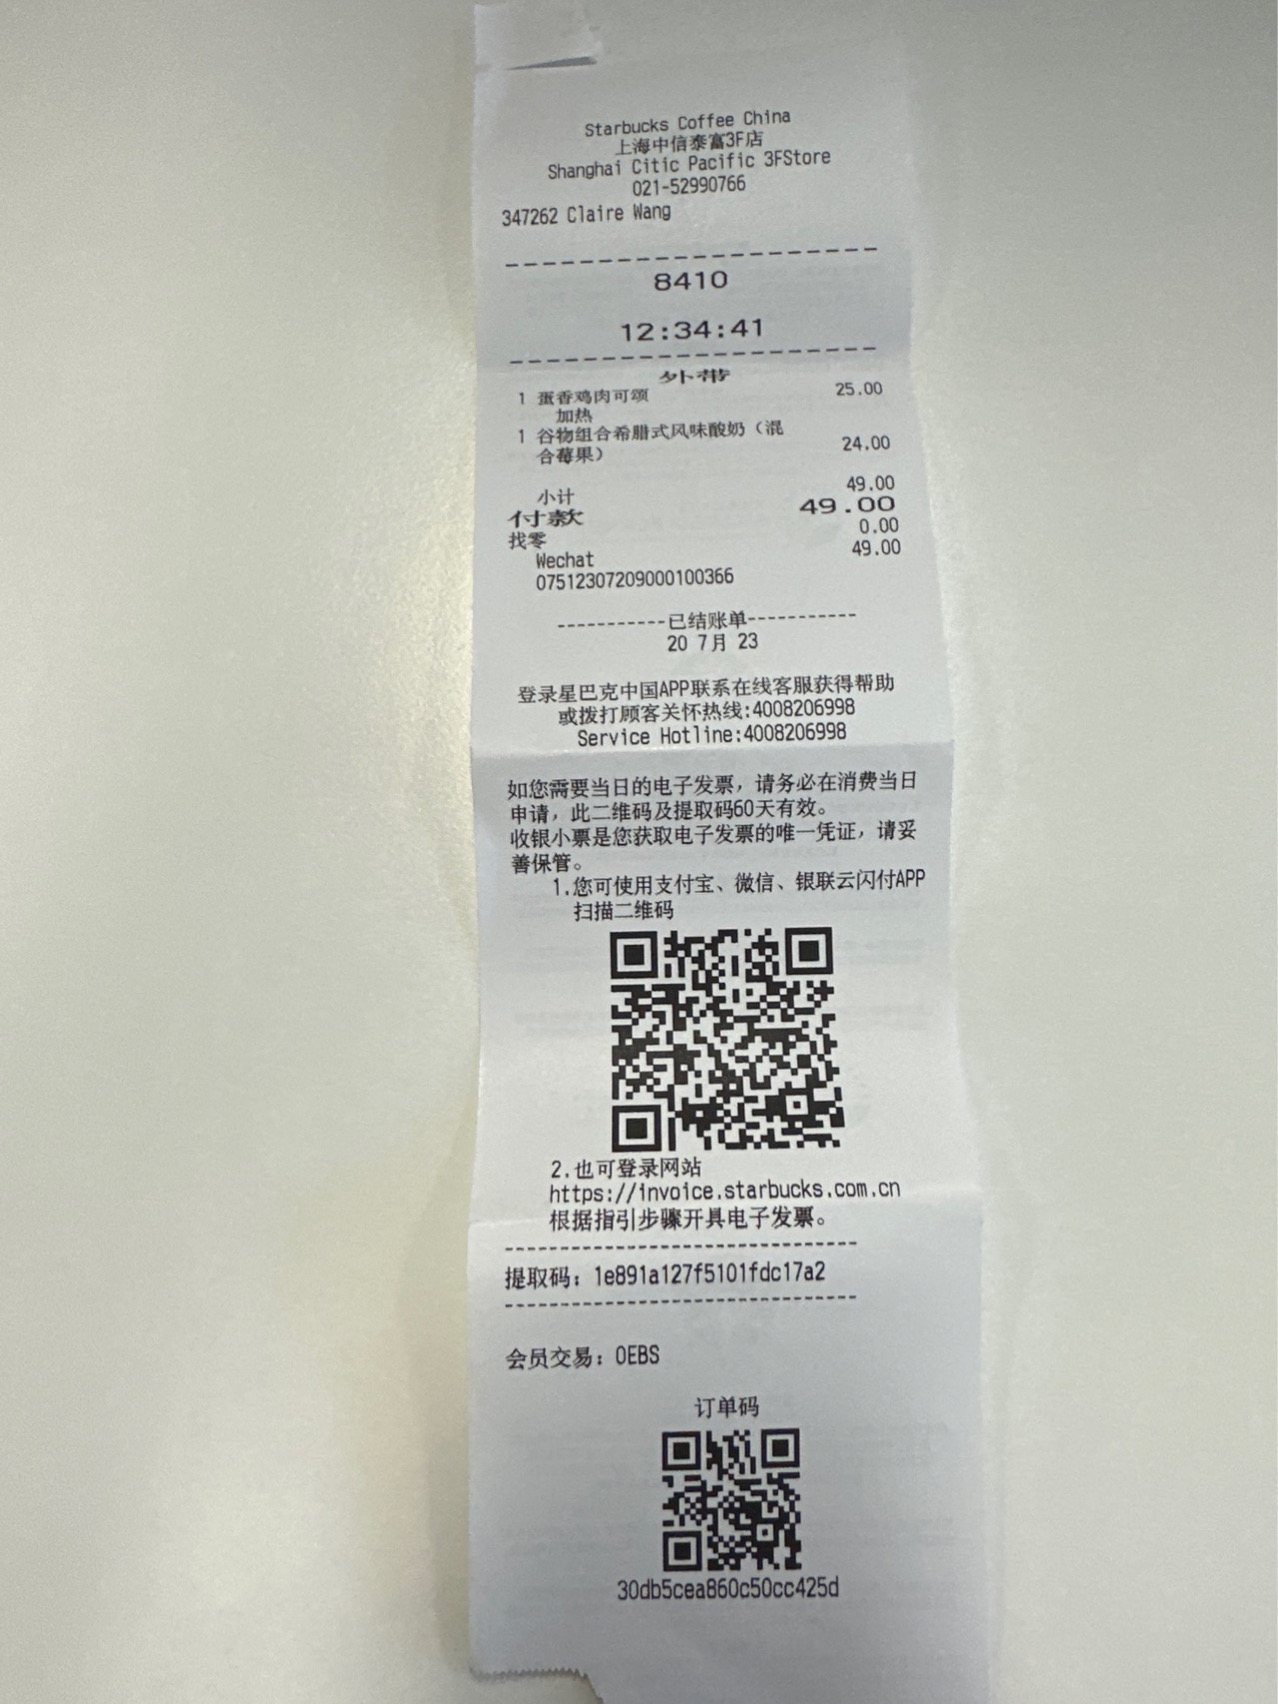 Starbucks Coffee China
上海中信泰富3F店
Shanghai Citic Pacific 3FStore
021-52990766
347262 Claire Wang
--------------------
8410
12:34:41
--------------------
外带
1 蛋香鸡肉可颂 25.00
加热
1 谷物组合希腊式风味酸奶（混
合莓果） 24.00
小计 49.00
付款 49.00
找零 0.00
Wechat 49.00
07512307209000100366
-----------已结账单-----------
20 7月 23
登录星巴克中国APP联系在线客服获得帮助
或拨打顾客关怀热线:4008206998
Service Hotline:4008206998
如您需要当日的电子发票，请务必在消费当日
申请，此二维码及提取码60天有效。
收银小票是您获取电子发票的唯一凭证，请妥
善保管。
1.您可使用支付宝、微信、银联云闪付APP
扫描二维码
2.也可登录网站
https://invoice.starbucks.com.cn
根据指引步骤开具电子发票。
------------------------------
提取码：1e891a127f5101fdc17a2
------------------------------
会员交易：OEBS
订单码
30db5cea860c50cc425d